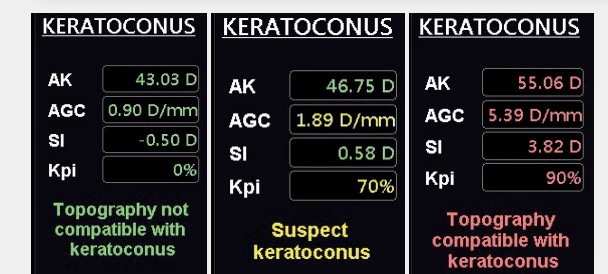 KERATOCONUS
AK 43.03 D
AGC 0.90 D/mm
SI -0.50 D
Kpi 0%
Topography not
compatible with
keratoconus
KERATOCONUS
AK 46.75 D
AGC 1.89 D/mm
SI 0.58 D
Kpi 70%
Suspect
keratoconus
KERATOCONUS
AK 55.06 D
AGC 5.39 D/mm
SI 3.82 D
Kpi 90%
Topography
compatible with
keratoconus